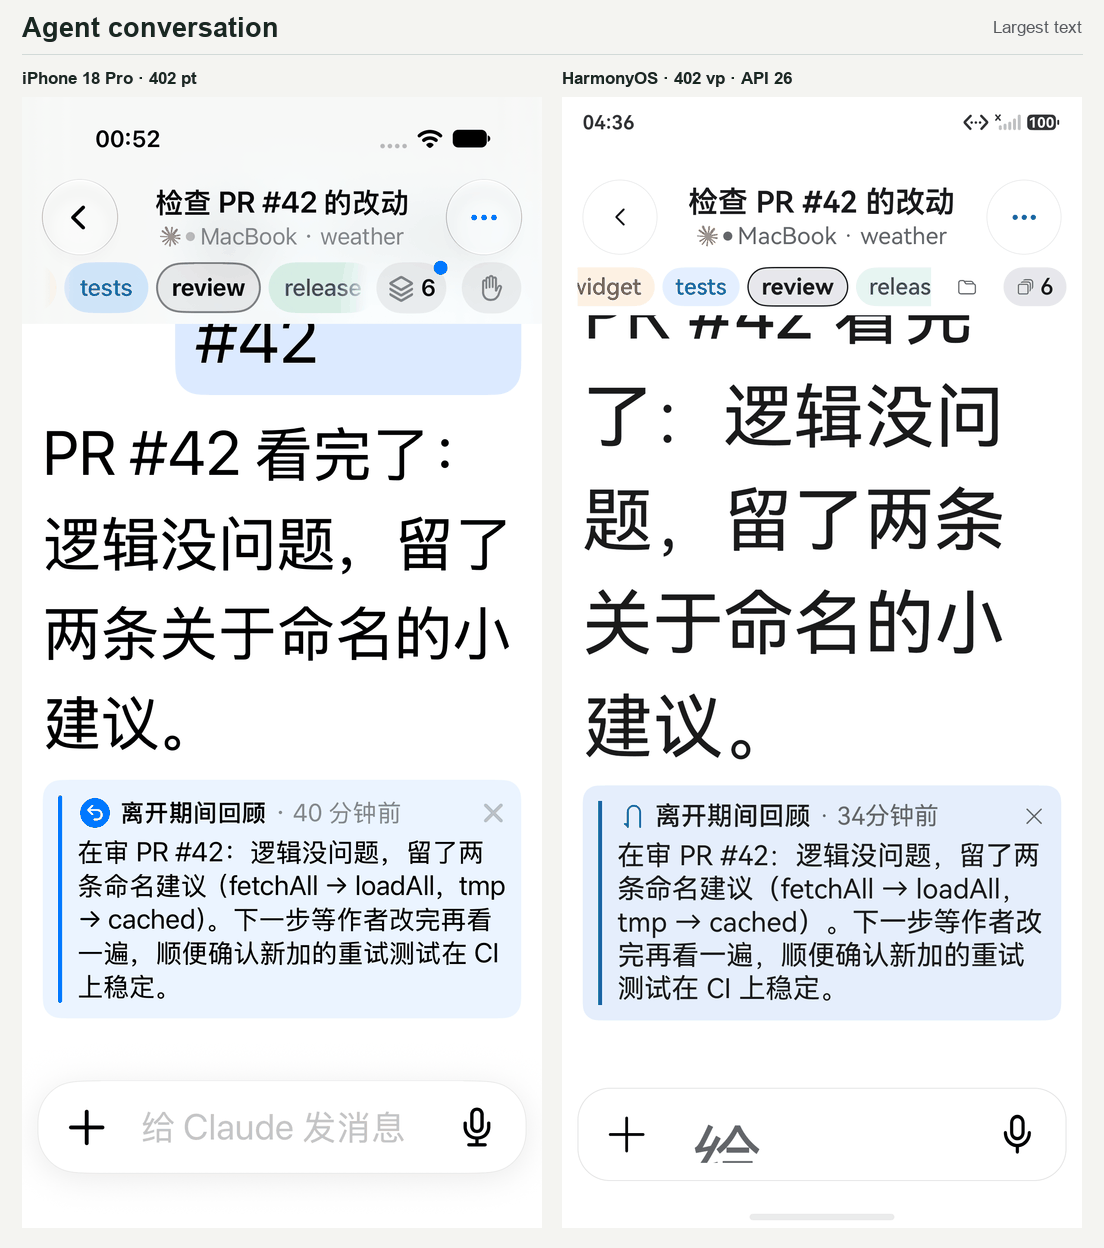 Agent conversation
Largest text
iPhone 18 Pro · 402 pt
00:52
检查 PR #42 的改动
MacBook · weather
tests
review
release
6
#42
PR #42 看完了：
逻辑没问题，留了
两条关于命名的小
建议。
离开期间回顾 · 40 分钟前
在审 PR #42：逻辑没问题，留了两
条命名建议（fetchAll → loadAll，tmp
→ cached）。下一步等作者改完再看
一遍，顺便确认新加的重试测试在 CI
上稳定。
给 Claude 发消息
HarmonyOS · 402 vp · API 26
04:36
100
检查 PR #42 的改动
MacBook · weather
widget
tests
review
releas
6
PR #42 看完
了：逻辑没问
题，留了两条
关于命名的小
建议。
离开期间回顾 · 34分钟前
在审 PR #42：逻辑没问题，留了两
条命名建议（fetchAll → loadAll，
tmp → cached）。下一步等作者改
完再看一遍，顺便确认新加的重试
测试在 CI 上稳定。
给